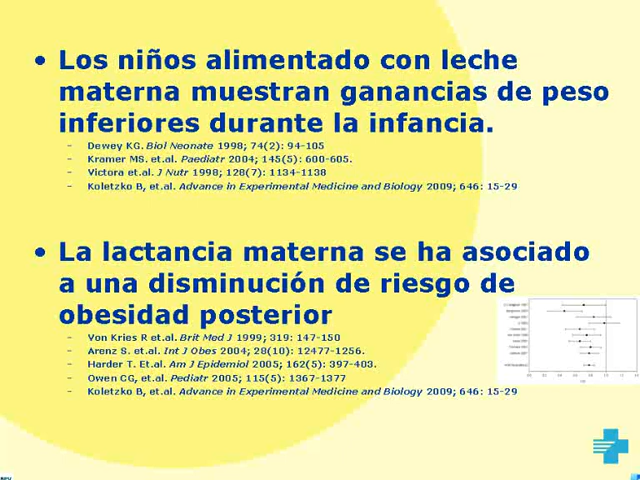 • Los niños alimentado con leche
materna muestran ganancias de peso
inferiores durante la infancia.
– Dewey KG. Biol Neonate 1998; 74(2): 94-105
– Kramer MS. et.al. Paediatr 2004; 145(5): 600-605.
– Victora et.al. J Nutr 1998; 128(7): 1134-1138
– Koletzko B, et.al. Advance in Experimental Medicine and Biology 2009; 646: 15-29
• La lactancia materna se ha asociado
a una disminución de riesgo de
obesidad posterior
– Von Kries R et.al. Brit Med J 1999; 319: 147-150
– Arenz S. et.al. Int J Obes 2004; 28(10): 12477-1256.
– Harder T. Et.al. Am J Epidemiol 2005; 162(5): 397-403.
– Owen CG, et.al. Pediatr 2005; 115(5): 1367-1377
– Koletzko B, et.al. Advance in Experimental Medicine and Biology 2009; 646: 15-29